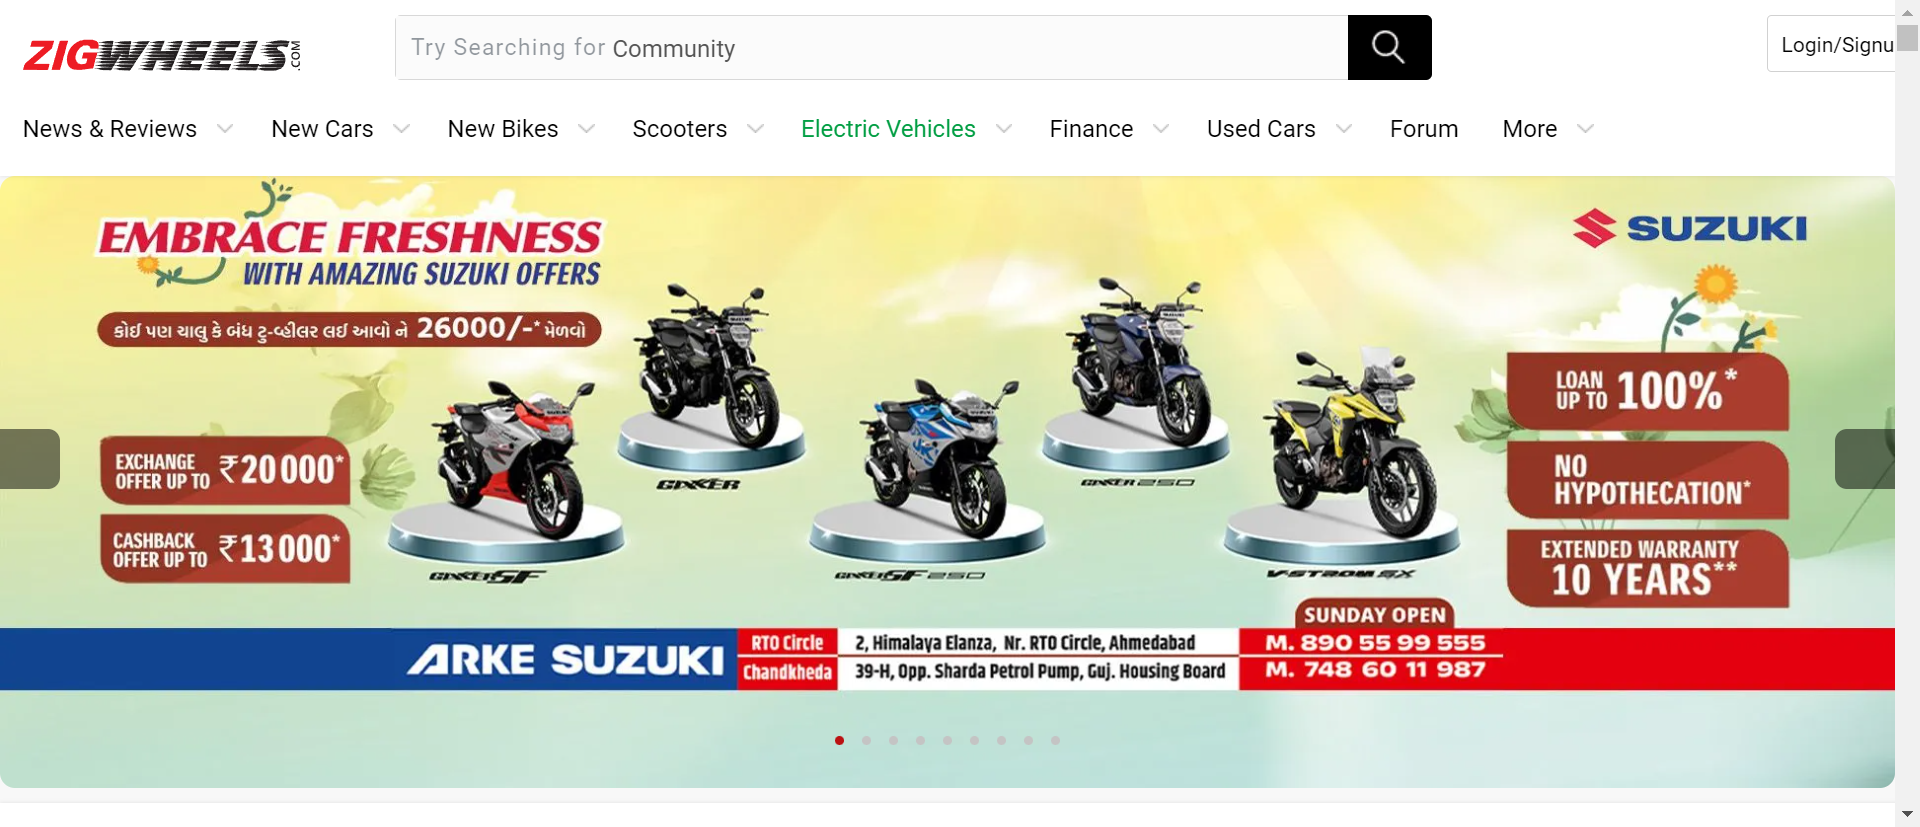 ZIGWHEELS.COM
Try Searching for Community
Login/Signu
News & Reviews
New Cars
New Bikes
Scooters
Electric Vehicles
Finance
Used Cars
Forum
More
EMBRACE FRESHNESS
WITH AMAZING SUZUKI OFFERS
SUZUKI
કોઈ પણ ચાલુ કે બંધ ટુ-વ્હીલર લઈ આવો ને 26000/-* મેળવો
EXCHANGE
OFFER UP TO ₹20000*
CASHBACK
OFFER UP TO ₹13000*
GIXXER
GIXXER 250
GIXXER SF
GIXXER SF 250
V-STROM SX
LOAN
UP TO 100%*
NO
HYPOTHECATION*
EXTENDED WARRANTY
10 YEARS**
SUNDAY OPEN
ARKE SUZUKI
RTO Circle 2, Himalaya Elanza, Nr. RTO Circle, Ahmedabad M. 890 55 99 555
Chandkheda 39-H, Opp. Sharda Petrol Pump, Guj. Housing Board M. 748 60 11 987